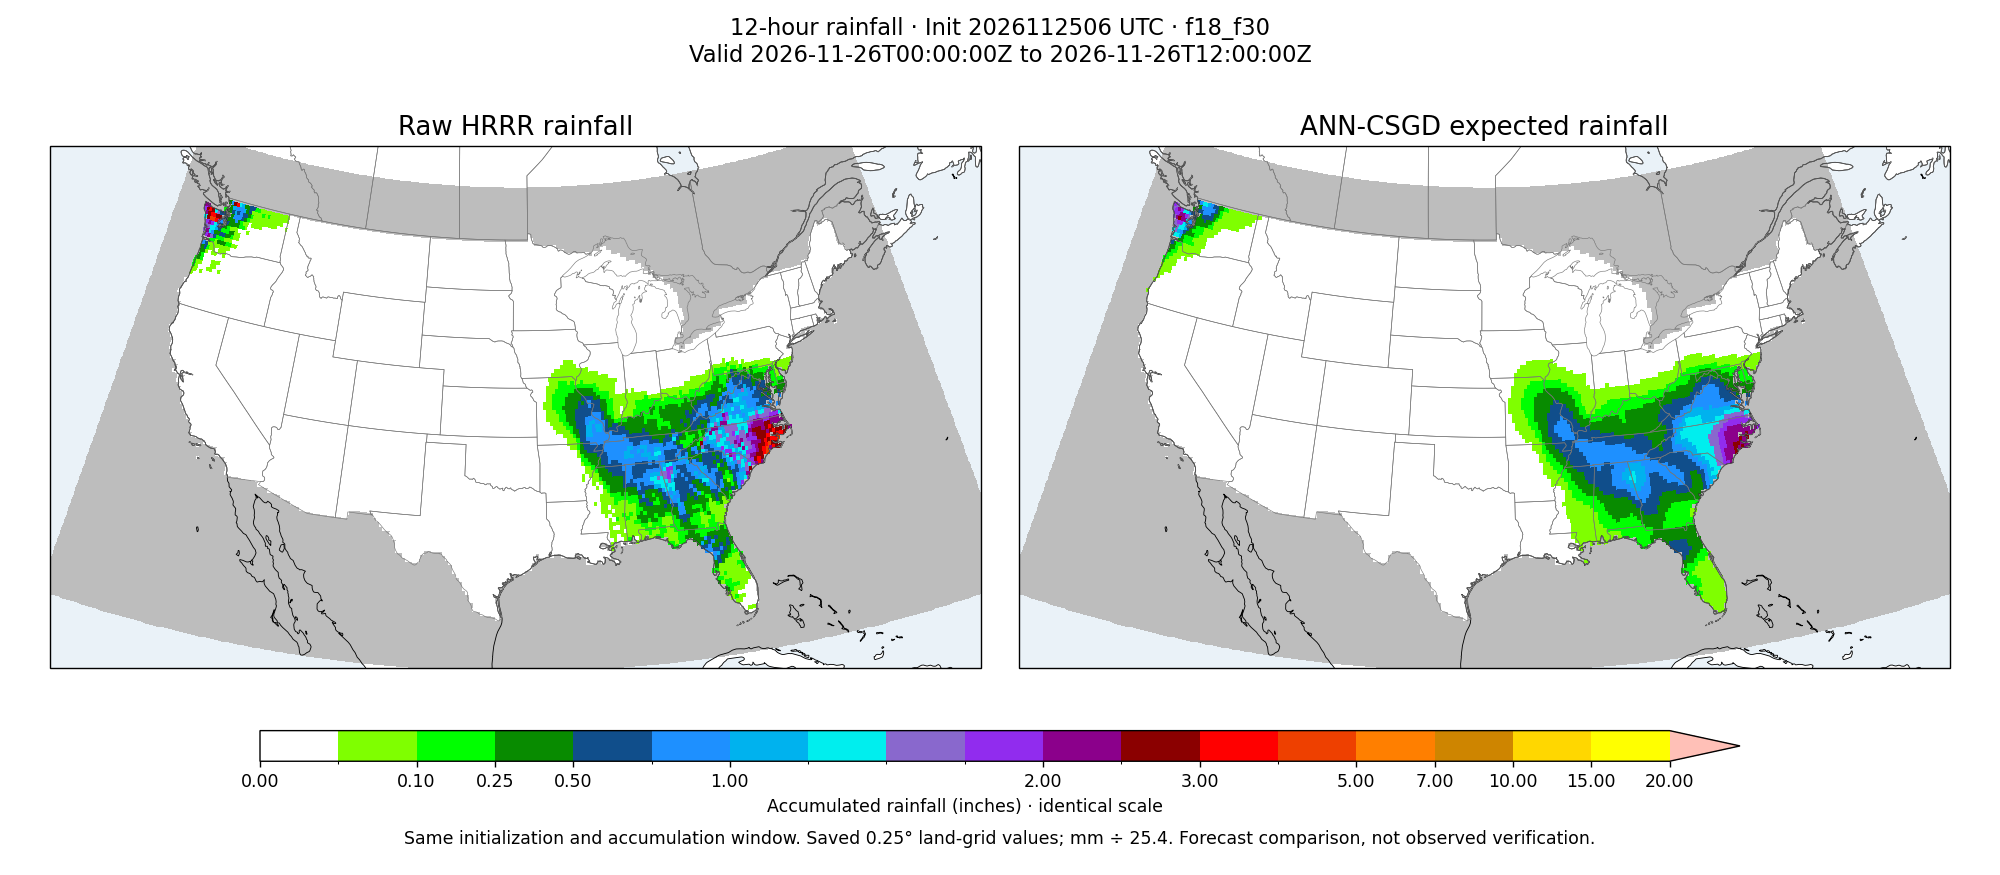 12-hour rainfall · Init 2026112506 UTC · f18_f30
Valid 2026-11-26T00:00:00Z to 2026-11-26T12:00:00Z
Raw HRRR rainfall
ANN-CSGD expected rainfall
0.00 0.10 0.25 0.50 1.00 2.00 3.00 5.00 7.00 10.00 15.00 20.00
Accumulated rainfall (inches) · identical scale
Same initialization and accumulation window. Saved 0.25° land-grid values; mm ÷ 25.4. Forecast comparison, not observed verification.